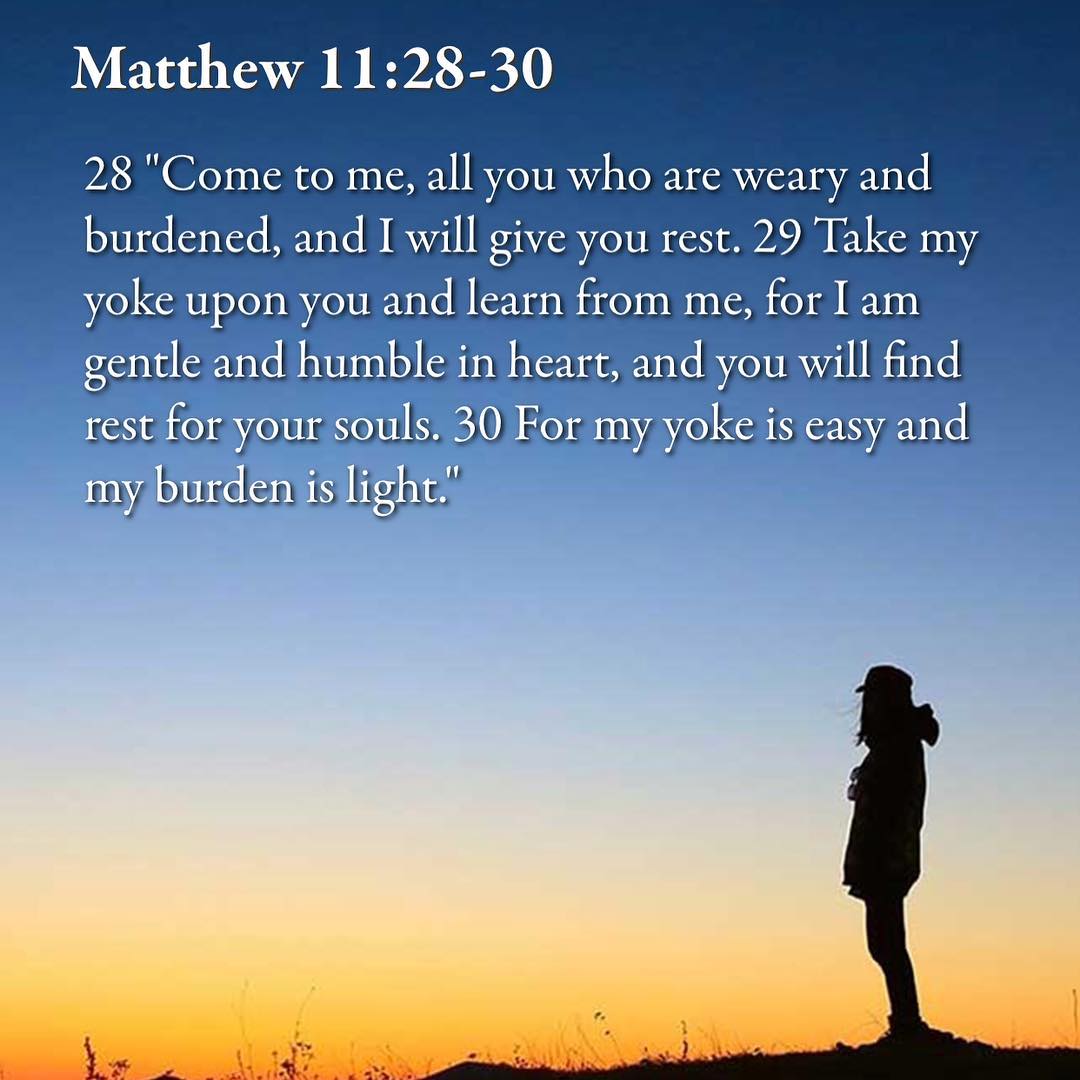 Matthew 11:28-30
28 "Come to me, all you who are weary and
burdened, and I will give you rest. 29 Take my
yoke upon you and learn from me, for I am
gentle and humble in heart, and you will find
rest for your souls. 30 For my yoke is easy and
my burden is light."